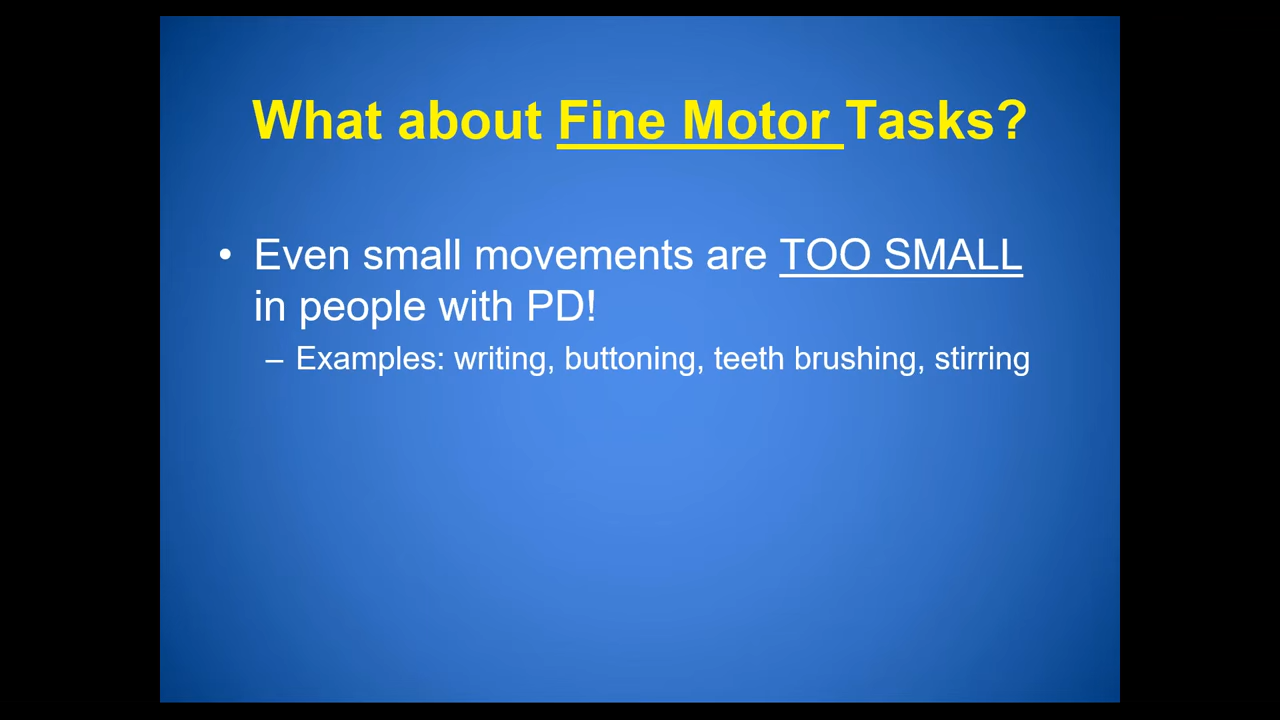 What about Fine Motor Tasks?
• Even small movements are TOO SMALL
in people with PD!
– Examples: writing, buttoning, teeth brushing, stirring